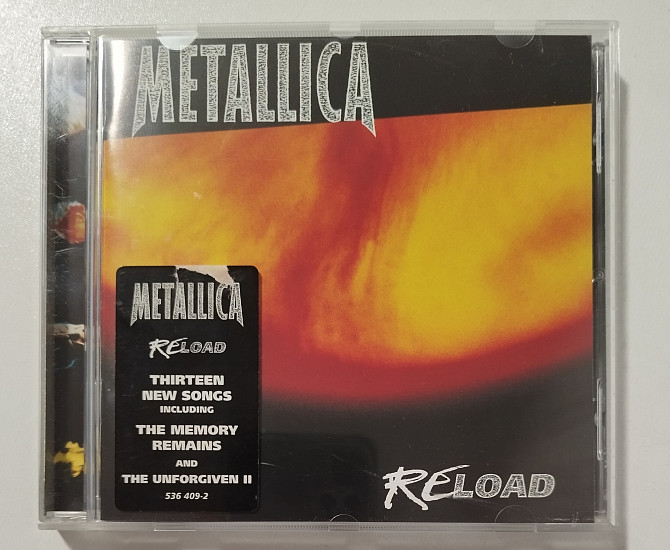 METALLICA
METALLICA
RELOAD
THIRTEEN
NEW SONGS
INCLUDING
THE MEMORY
REMAINS
AND
THE UNFORGIVEN II
536 409-2
RELOAD